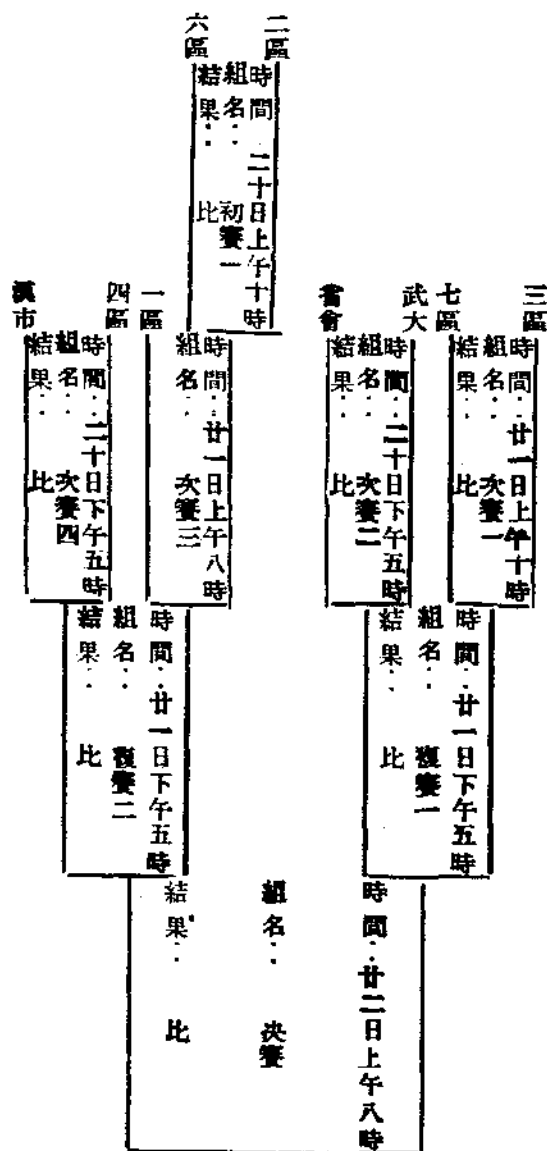 二區
時間 二十日上午十時
組名：初賽一
結果：比
六區
三區
時間：廿一日上午十時
組名：次賽一
結果：比
七區
武大
時間：二十日下午五時
組名：次賽二
結果：比
省會
時間：廿一日上午八時
組名：次賽三
一區
四區
時間：二十日下午五時
組名：次賽四
結果：比
漢市
時間：廿一日下午五時
組名：複賽一
結果：比
時間：廿一日下午五時
組名：複賽二
結果：比
時間：廿二日上午八時
組名：決賽
結果：比